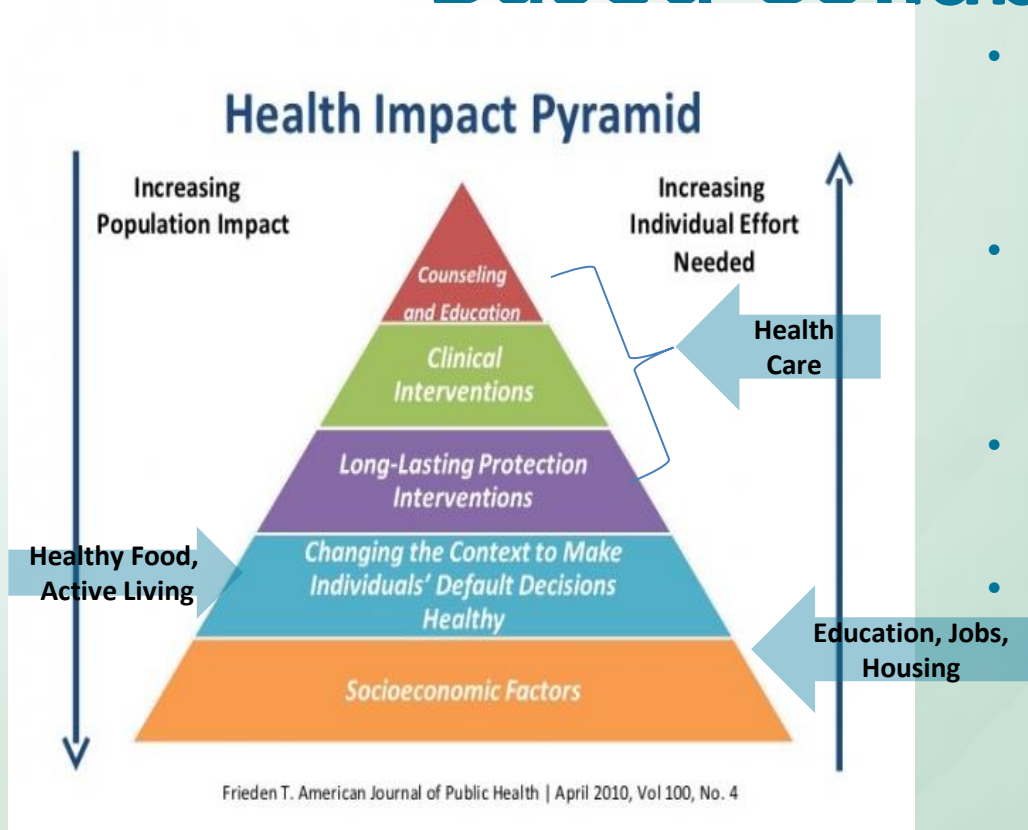 Health Impact Pyramid
Increasing
Population Impact
Increasing
Individual Effort
Needed
Counseling
and Education
Clinical
Interventions
Health
Care
Long-Lasting Protection
Interventions
Healthy Food,
Active Living
Changing the Context to Make
Individuals' Default Decisions
Healthy
Education, Jobs,
Housing
Socioeconomic Factors
Frieden T. American Journal of Public Health | April 2010, Vol 100, No. 4